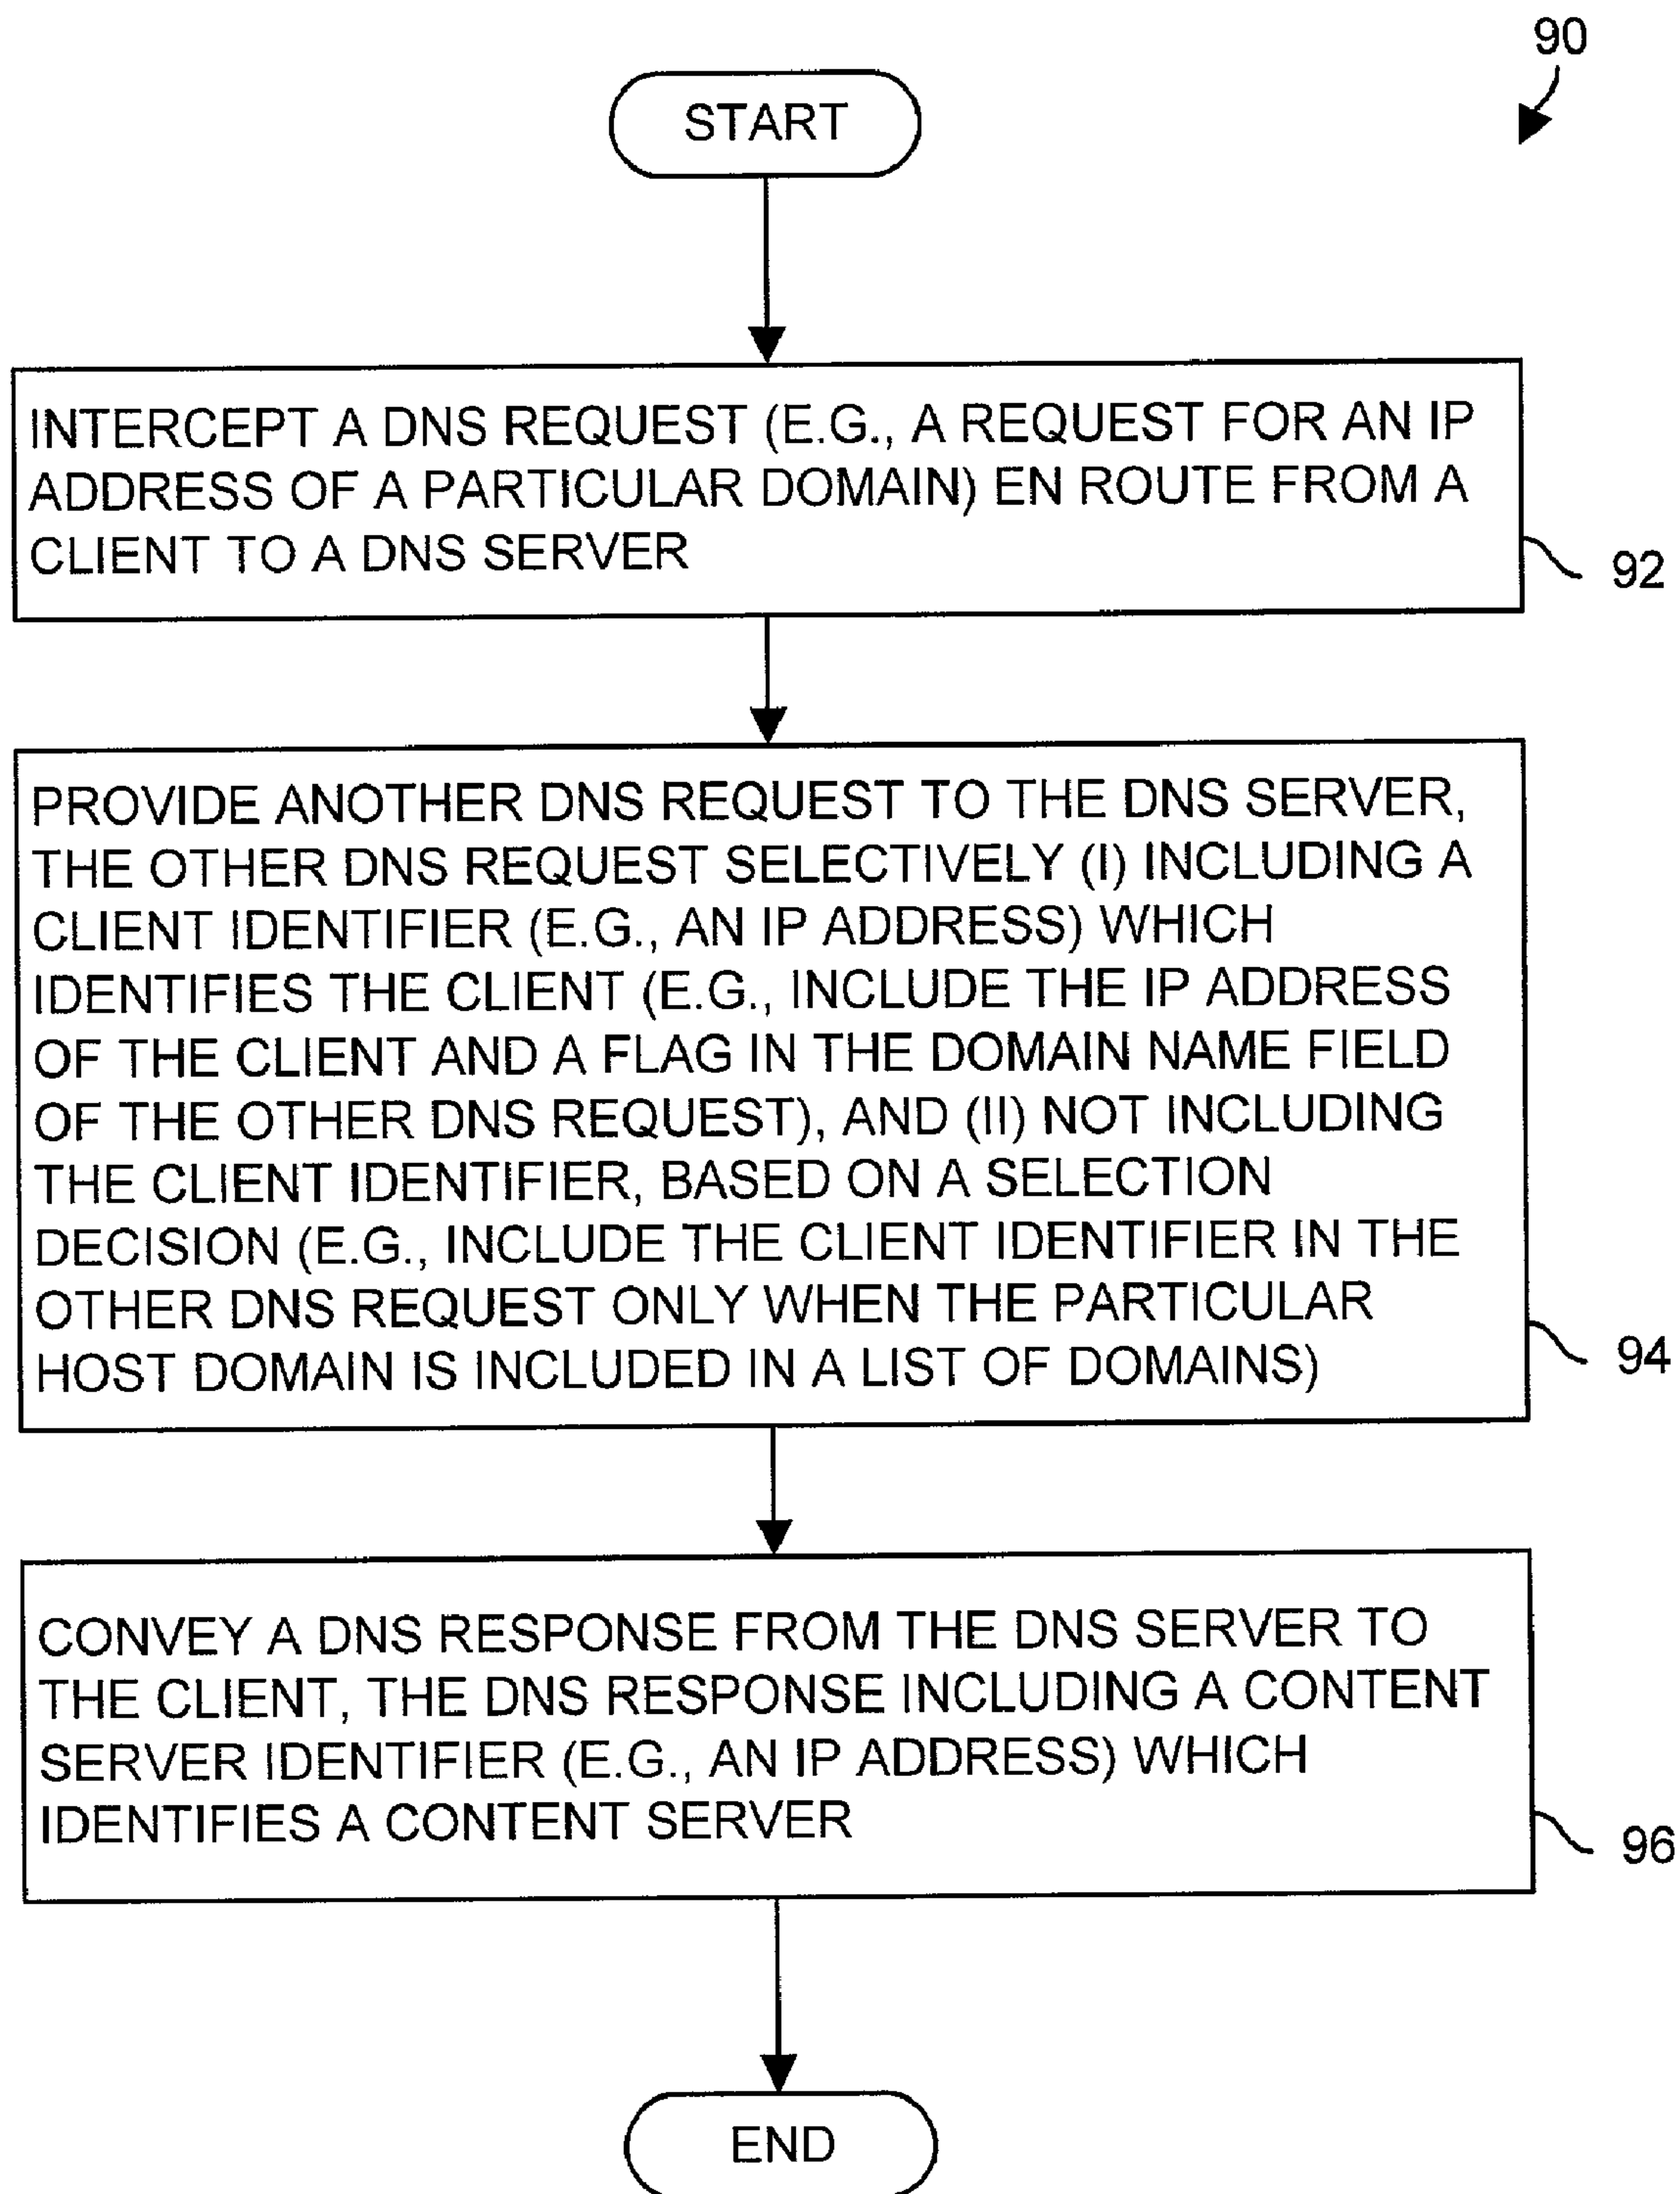 90
START
INTERCEPT A DNS REQUEST (E.G., A REQUEST FOR AN IP
ADDRESS OF A PARTICULAR DOMAIN) EN ROUTE FROM A
CLIENT TO A DNS SERVER
92
PROVIDE ANOTHER DNS REQUEST TO THE DNS SERVER,
THE OTHER DNS REQUEST SELECTIVELY (I) INCLUDING A
CLIENT IDENTIFIER (E.G., AN IP ADDRESS) WHICH
IDENTIFIES THE CLIENT (E.G., INCLUDE THE IP ADDRESS
OF THE CLIENT AND A FLAG IN THE DOMAIN NAME FIELD
OF THE OTHER DNS REQUEST), AND (II) NOT INCLUDING
THE CLIENT IDENTIFIER, BASED ON A SELECTION
DECISION (E.G., INCLUDE THE CLIENT IDENTIFIER IN THE
OTHER DNS REQUEST ONLY WHEN THE PARTICULAR
HOST DOMAIN IS INCLUDED IN A LIST OF DOMAINS)
94
CONVEY A DNS RESPONSE FROM THE DNS SERVER TO
THE CLIENT, THE DNS RESPONSE INCLUDING A CONTENT
SERVER IDENTIFIER (E.G., AN IP ADDRESS) WHICH
IDENTIFIES A CONTENT SERVER
96
END